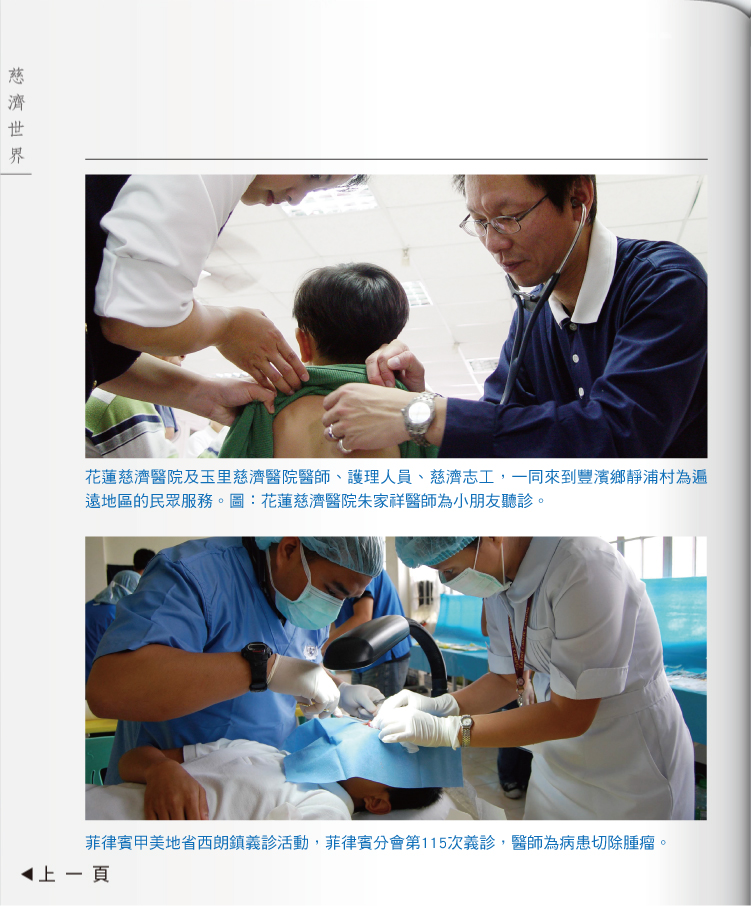 慈濟世界
花蓮慈濟醫院及玉里慈濟醫院醫師、護理人員、慈濟志工，一同來到豐濱鄉靜浦村為遍
遠地區的民眾服務。圖：花蓮慈濟醫院朱家祥醫師為小朋友聽診。
菲律賓甲美地省西朗鎮義診活動，菲律賓分會第115次義診，醫師為病患切除腫瘤。
◀上一頁